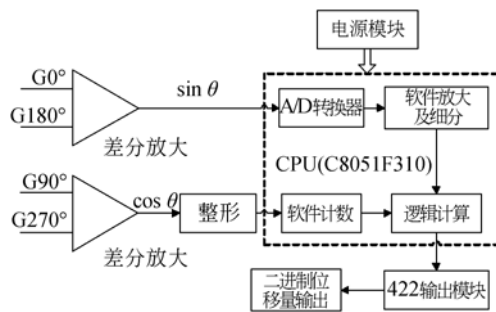 电源模块
G0°
G180°
sin θ
差分放大
A/D转换器
软件放大
及细分
CPU(C8051F310)
G90°
G270°
cos θ
差分放大
整形
软件计数
逻辑计算
二进制位
移量输出
422输出模块